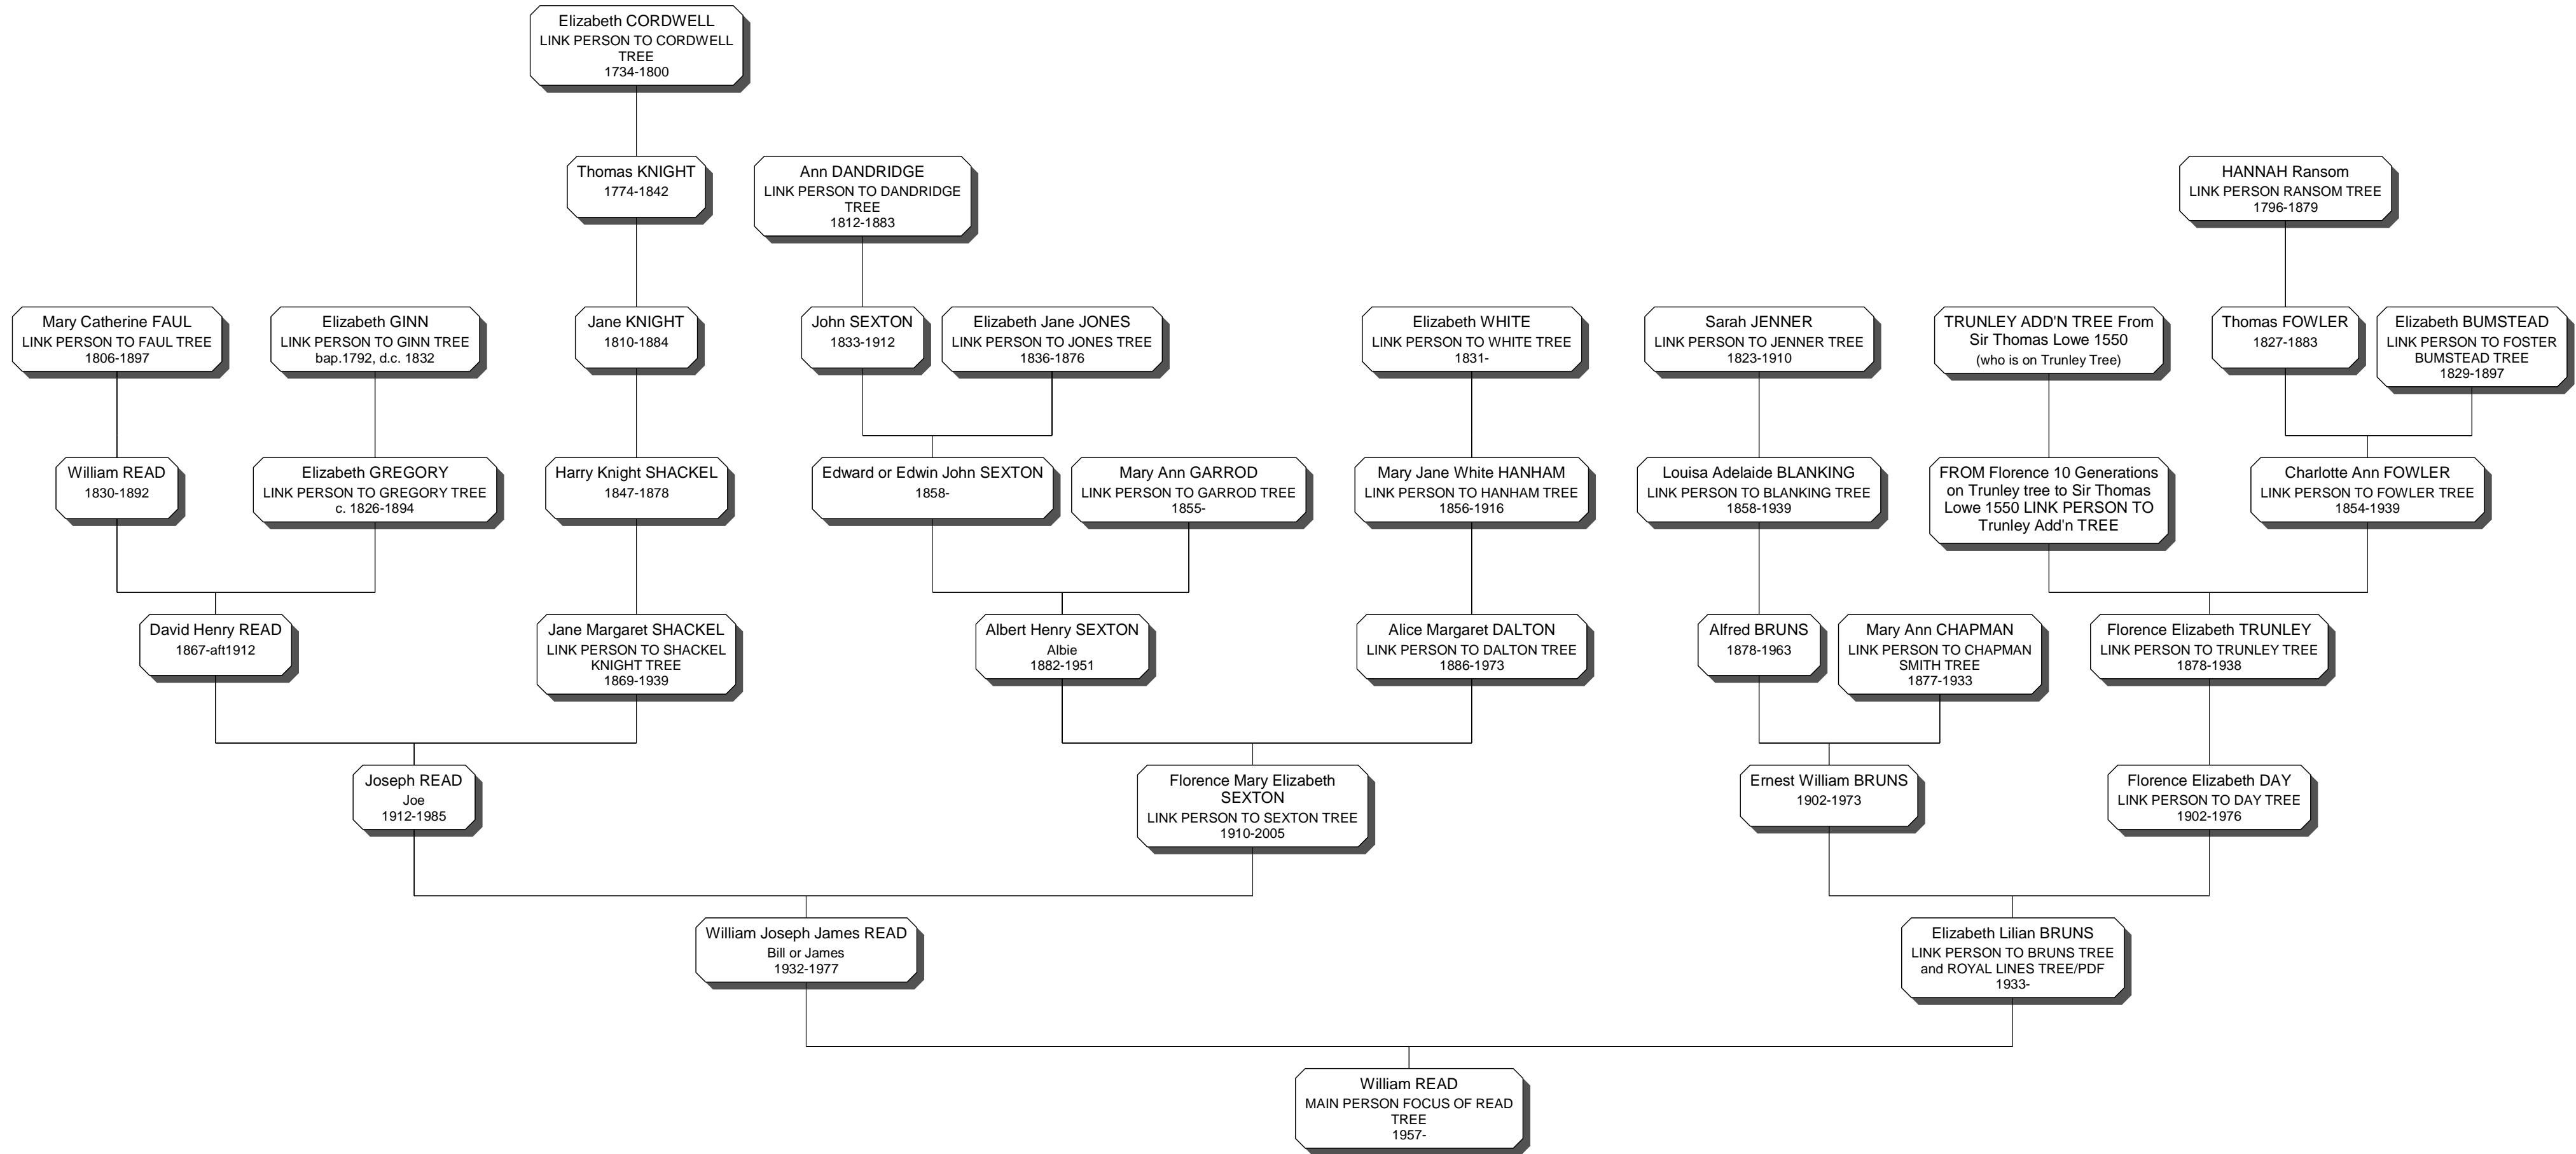 Elizabeth CORDWELL
LINK PERSON TO CORDWELL
TREE
1734-1800
Thomas KNIGHT
1774-1842
Ann DANDRIDGE
LINK PERSON TO DANDRIDGE
TREE
1812-1883
HANNAH Ransom
LINK PERSON RANSOM TREE
1796-1879
Mary Catherine FAUL
LINK PERSON TO FAUL TREE
1806-1897
Elizabeth GINN
LINK PERSON TO GINN TREE
bap.1792, d.c. 1832
Jane KNIGHT
1810-1884
John SEXTON
1833-1912
Elizabeth Jane JONES
LINK PERSON TO JONES TREE
1836-1876
Elizabeth WHITE
LINK PERSON TO WHITE TREE
1831-
Sarah JENNER
LINK PERSON TO JENNER TREE
1823-1910
TRUNLEY ADD'N TREE From
Sir Thomas Lowe 1550
(who is on Trunley Tree)
Thomas FOWLER
1827-1883
Elizabeth BUMSTEAD
LINK PERSON TO FOSTER
BUMSTEAD TREE
1829-1897
William READ
1830-1892
Elizabeth GREGORY
LINK PERSON TO GREGORY TREE
c. 1826-1894
Harry Knight SHACKEL
1847-1878
Edward or Edwin John SEXTON
1858-
Mary Ann GARROD
LINK PERSON TO GARROD TREE
1855-
Mary Jane White HANHAM
LINK PERSON TO HANHAM TREE
1856-1916
Louisa Adelaide BLANKING
LINK PERSON TO BLANKING TREE
1858-1939
FROM Florence 10 Generations
on Trunley tree to Sir Thomas
Lowe 1550 LINK PERSON TO
Trunley Add'n TREE
Charlotte Ann FOWLER
LINK PERSON TO FOWLER TREE
1854-1939
David Henry READ
1867-aft1912
Jane Margaret SHACKEL
LINK PERSON TO SHACKEL
KNIGHT TREE
1869-1939
Albert Henry SEXTON
Albie
1882-1951
Alice Margaret DALTON
LINK PERSON TO DALTON TREE
1886-1973
Alfred BRUNS
1878-1963
Mary Ann CHAPMAN
LINK PERSON TO CHAPMAN
SMITH TREE
1877-1933
Florence Elizabeth TRUNLEY
LINK PERSON TO TRUNLEY TREE
1878-1938
Joseph READ
Joe
1912-1985
Florence Mary Elizabeth
SEXTON
LINK PERSON TO SEXTON TREE
1910-2005
Ernest William BRUNS
1902-1973
Florence Elizabeth DAY
LINK PERSON TO DAY TREE
1902-1976
William Joseph James READ
Bill or James
1932-1977
Elizabeth Lilian BRUNS
LINK PERSON TO BRUNS TREE
and ROYAL LINES TREE/PDF
1933-
William READ
MAIN PERSON FOCUS OF READ
TREE
1957-